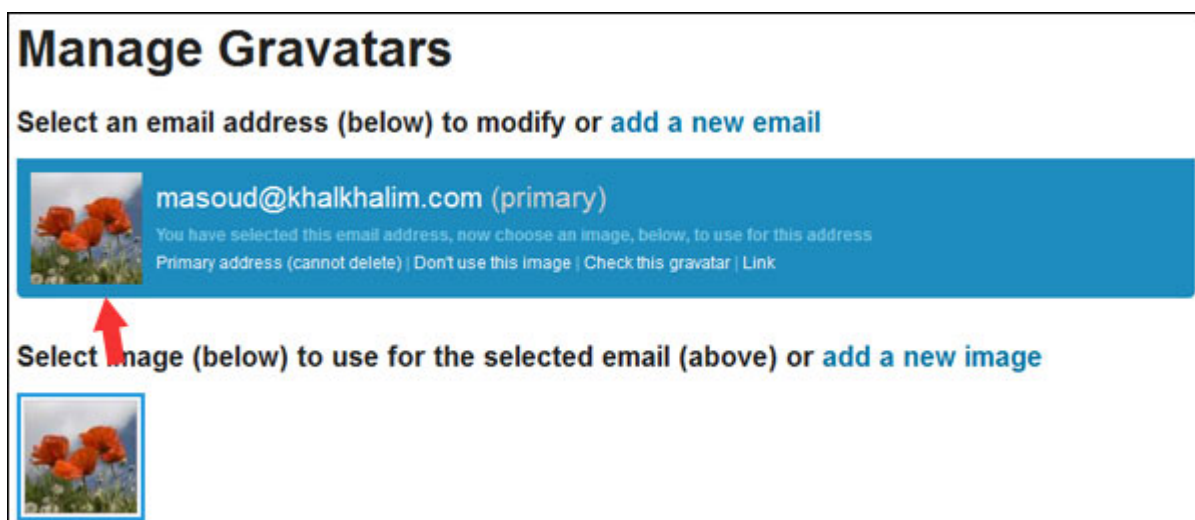 Manage Gravatars
Select an email address (below) to modify or add a new email
masoud@khalkhalim.com (primary)
You have selected this email address, now choose an image, below, to use for this address
Primary address (cannot delete) | Don't use this image | Check this gravatar | Link
Select image (below) to use for the selected email (above) or add a new image